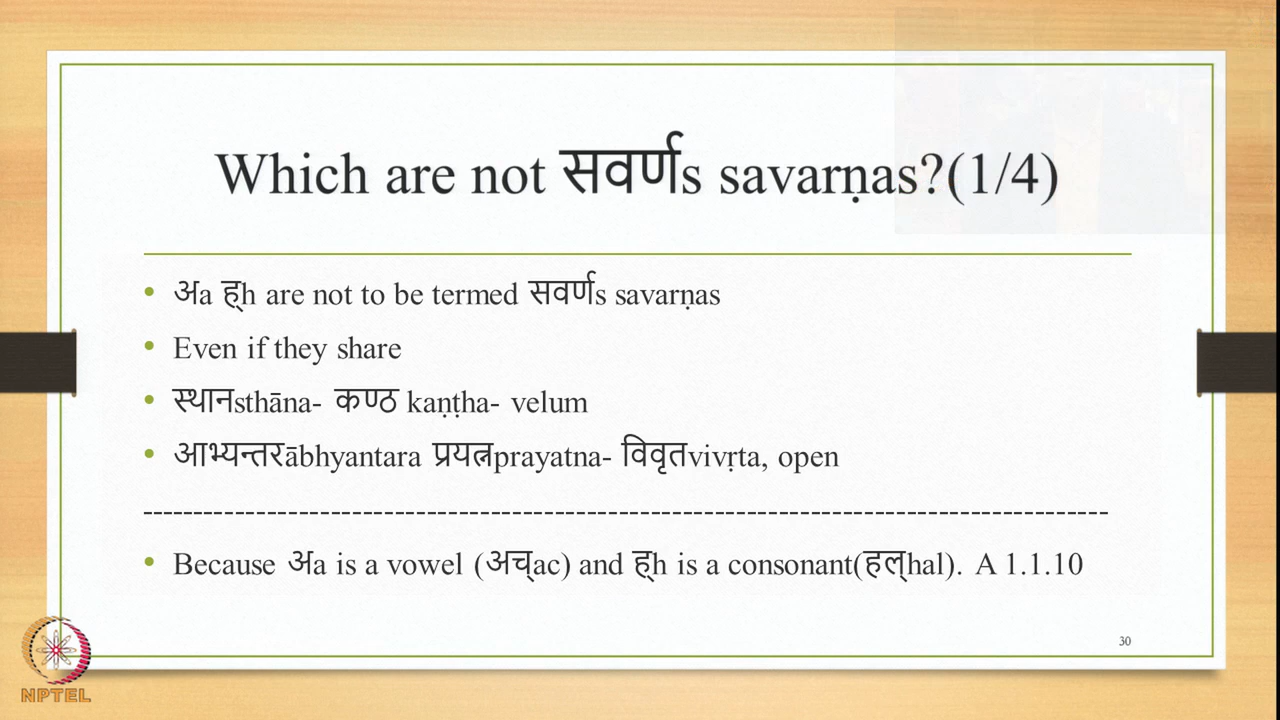 Which are not सवर्णs savarṇas?(1/4)
• अa ह्h are not to be termed सवर्णs savarṇas
• Even if they share
• स्थानsthāna- कण्ठ kaṇṭha- velum
• आभ्यन्तरābhyantara प्रयत्नprayatna- विवृतvivṛta, open
--------------------------------------------------------------------------------------
• Because अa is a vowel (अच्ac) and ह्h is a consonant(हल्hal). A 1.1.10
30
NPTEL